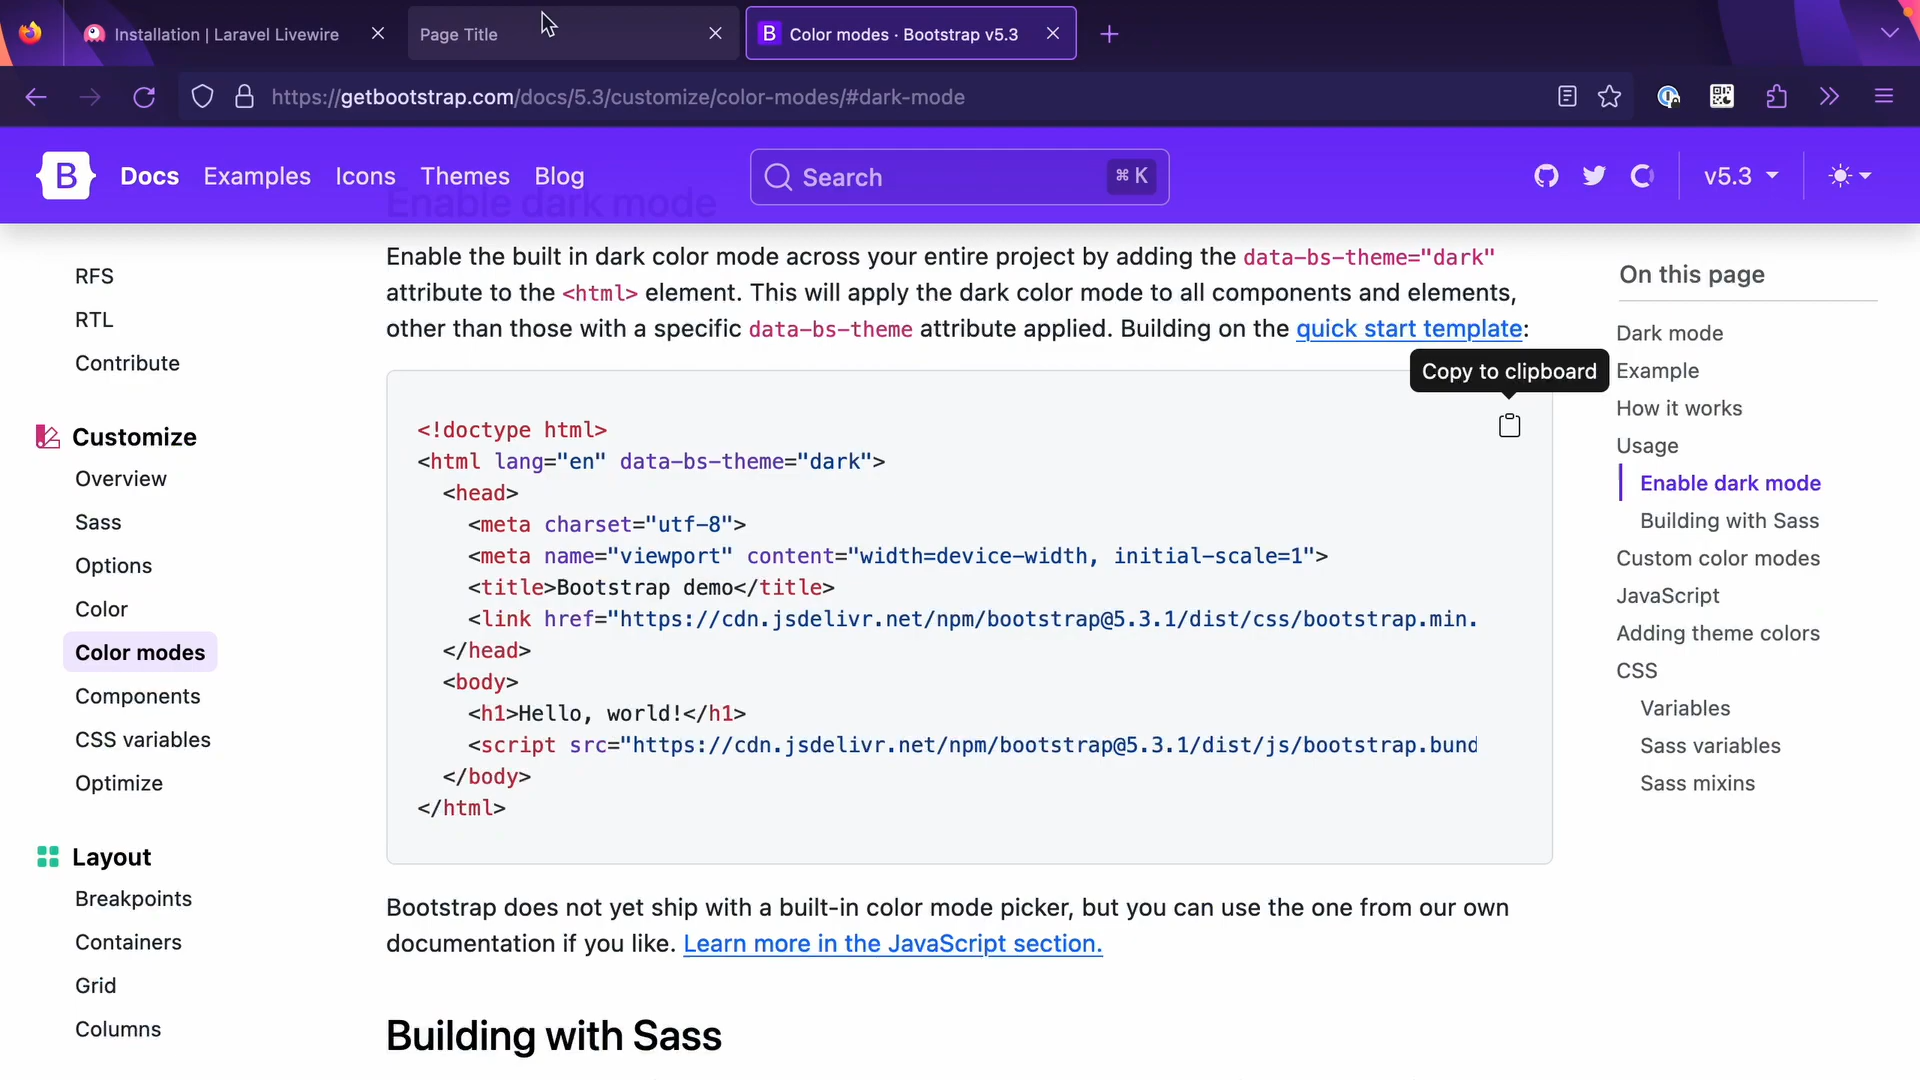 Installation | Laravel Livewire
Page Title
B Color modes · Bootstrap v5.3
https://getbootstrap.com/docs/5.3/customize/color-modes/#dark-mode
B Docs Examples Icons Themes Blog
Search ⌘ K
v5.3
Enable dark mode
RFS
RTL
Contribute
Customize
Overview
Sass
Options
Color
Color modes
Components
CSS variables
Optimize
Layout
Breakpoints
Containers
Grid
Columns
Enable the built in dark color mode across your entire project by adding the data-bs-theme="dark"
attribute to the <html> element. This will apply the dark color mode to all components and elements,
other than those with a specific data-bs-theme attribute applied. Building on the quick start template:
Copy to clipboard
<!doctype html>
<html lang="en" data-bs-theme="dark">
<head>
<meta charset="utf-8">
<meta name="viewport" content="width=device-width, initial-scale=1">
<title>Bootstrap demo</title>
<link href="https://cdn.jsdelivr.net/npm/bootstrap@5.3.1/dist/css/bootstrap.min.
</head>
<body>
<h1>Hello, world!</h1>
<script src="https://cdn.jsdelivr.net/npm/bootstrap@5.3.1/dist/js/bootstrap.bund
</body>
</html>
Bootstrap does not yet ship with a built-in color mode picker, but you can use the one from our own
documentation if you like. Learn more in the JavaScript section.
Building with Sass
On this page
Dark mode
Example
How it works
Usage
Enable dark mode
Building with Sass
Custom color modes
JavaScript
Adding theme colors
CSS
Variables
Sass variables
Sass mixins